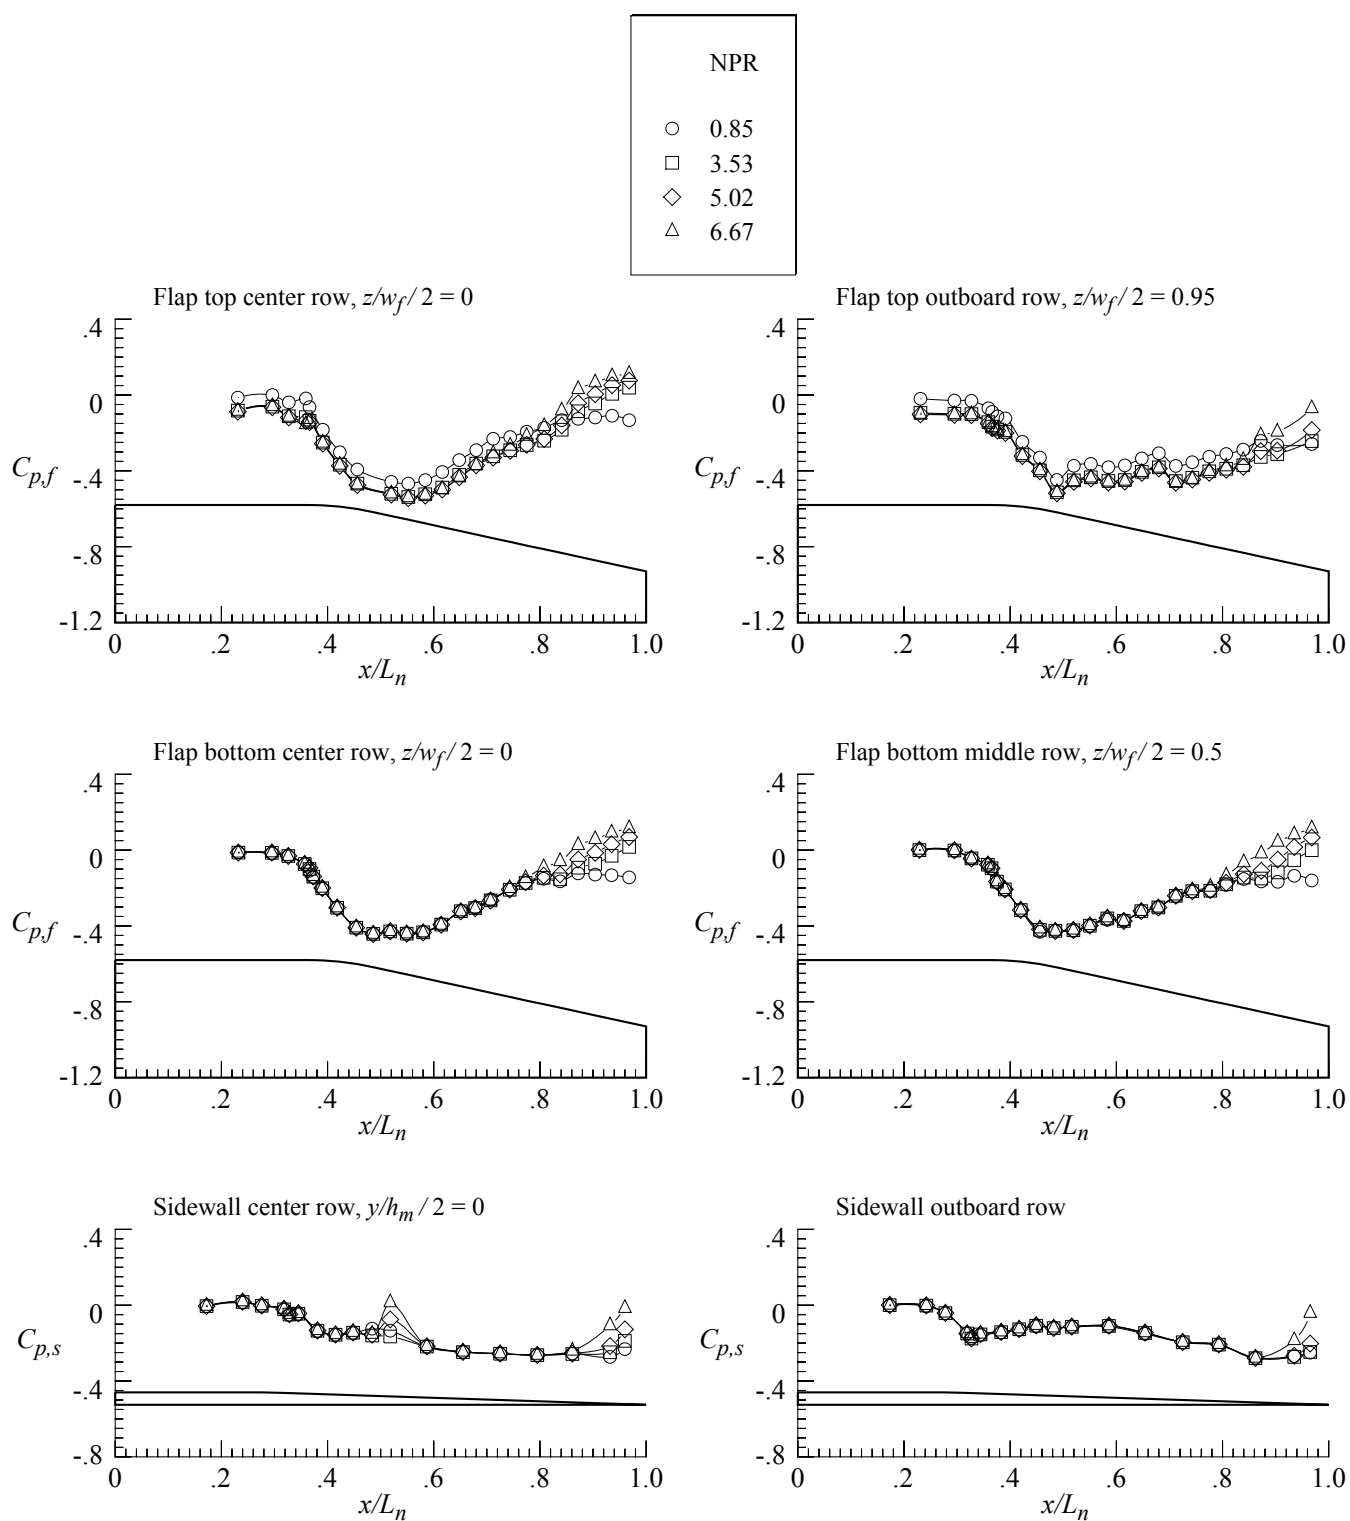 NPR
0.85
3.53
5.02
6.67
Flap top center row, z/w_f / 2 = 0
.4
0
-.4
-.8
-1.2
C_p,f
0 .2 .4 .6 .8 1.0
x/L_n
Flap top outboard row, z/w_f / 2 = 0.95
.4
0
-.4
-.8
-1.2
C_p,f
0 .2 .4 .6 .8 1.0
x/L_n
Flap bottom center row, z/w_f / 2 = 0
.4
0
-.4
-.8
-1.2
C_p,f
0 .2 .4 .6 .8 1.0
x/L_n
Flap bottom middle row, z/w_f / 2 = 0.5
.4
0
-.4
-.8
-1.2
C_p,f
0 .2 .4 .6 .8 1.0
x/L_n
Sidewall center row, y/h_m / 2 = 0
.4
0
-.4
-.8
C_p,s
0 .2 .4 .6 .8 1.0
x/L_n
Sidewall outboard row
.4
0
-.4
-.8
C_p,s
0 .2 .4 .6 .8 1.0
x/L_n